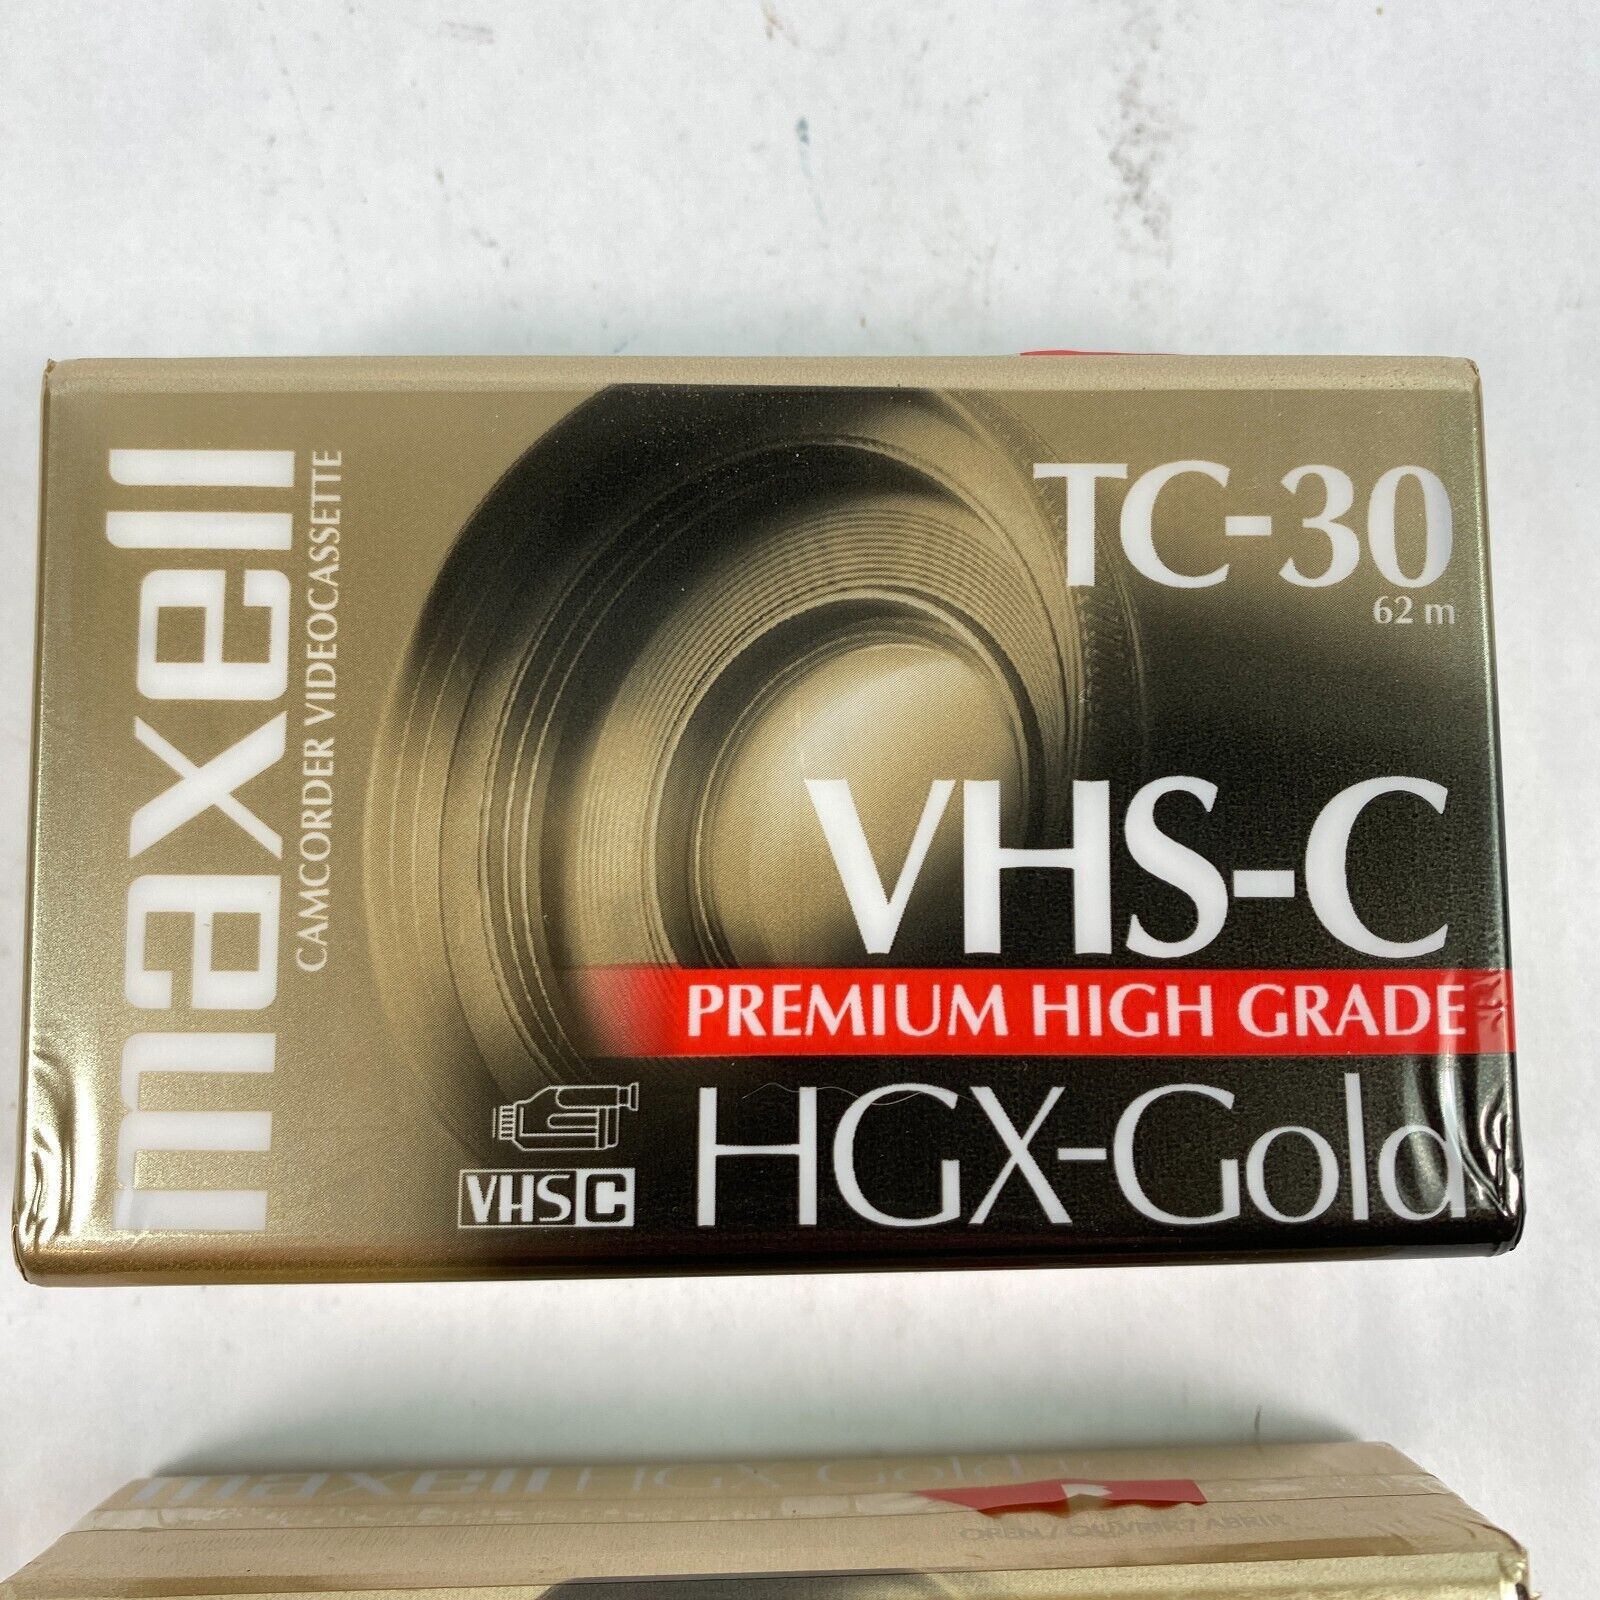 maxell
CAMCORDER VIDEOCASSETTE
TC-30
62 m
VHS-C
PREMIUM HIGH GRADE
HGX-Gold
VHS C
maxell HGX-Gold